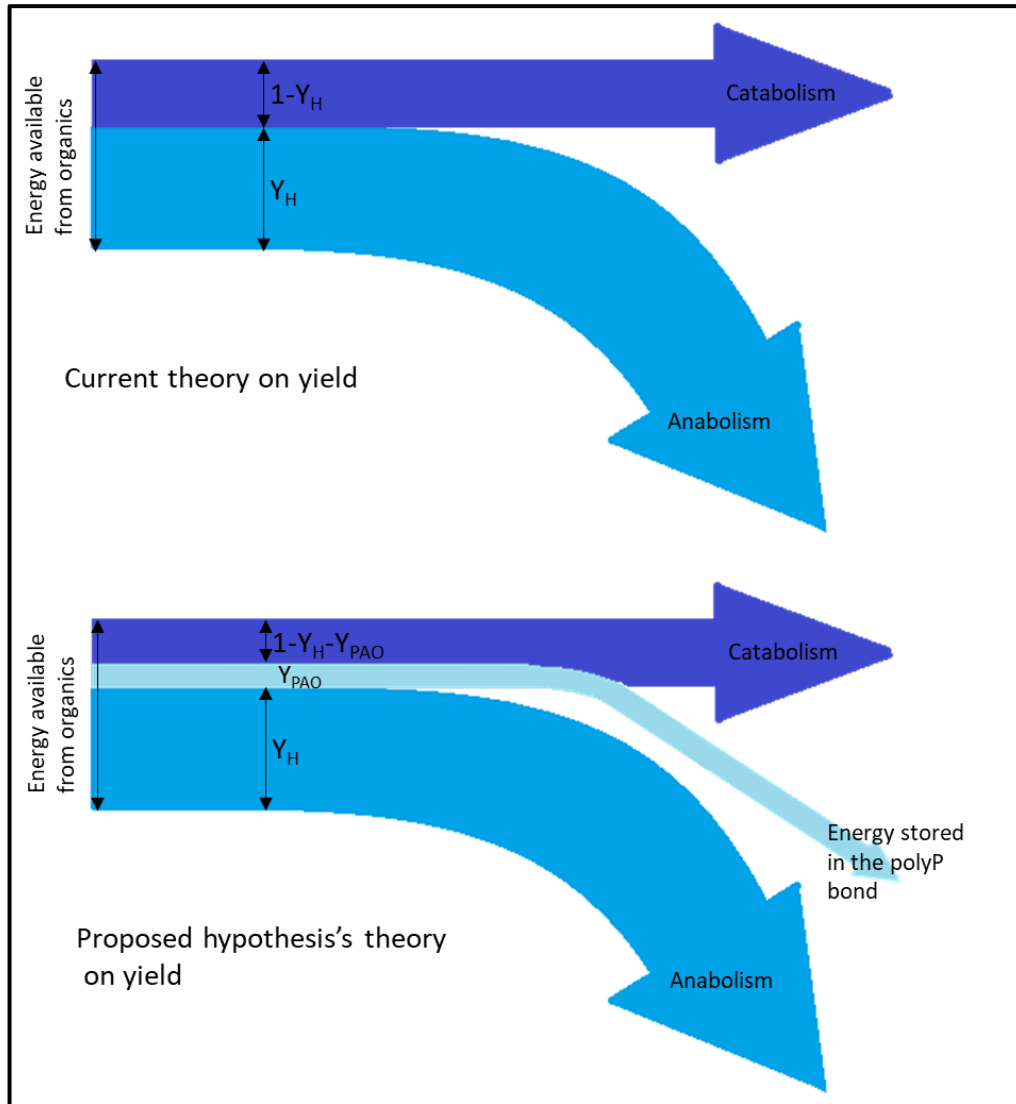 Energy available
from organics
1-YH
Catabolism
YH
Current theory on yield
Anabolism
Energy available
from organics
1-YH-YPAO
Catabolism
YPAO
YH
Energy stored
in the polyP
bond
Proposed hypothesis's theory
on yield
Anabolism